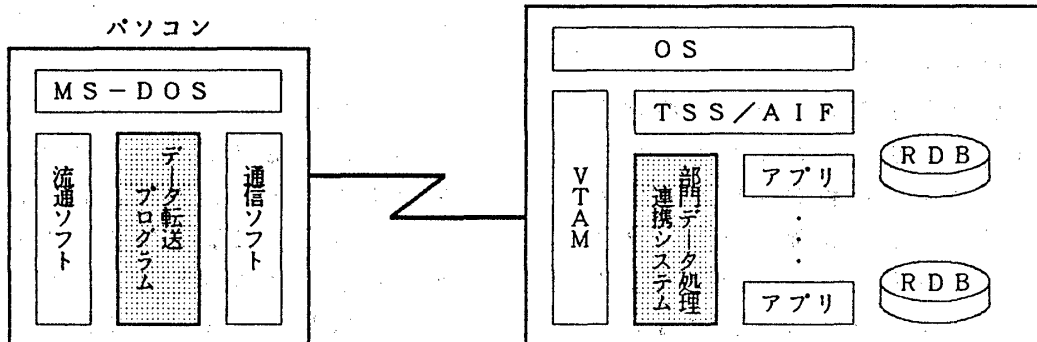 パソコン
MS-DOS
流通ソフト
データ転送
プログラム
通信ソフト
OS
TSS/AIF
VTAM
部門データ処理
連携システム
アプリ
アプリ
RDB
RDB